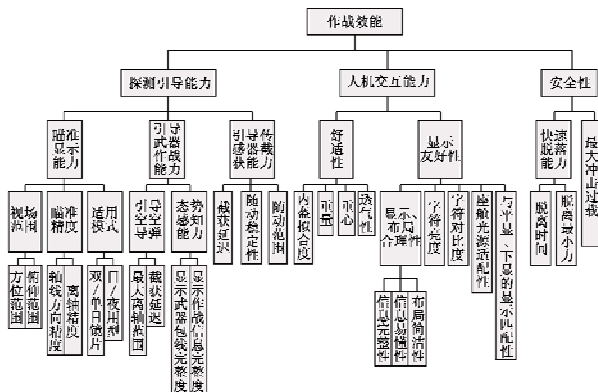 作战效能
探测引导能力
人机交互能力
安全性
瞄准显示能力
引导武器作战能力
引导传感器截获能力
舒适性
显示友好性
快速脱落能力
最大冲击过载
视场范围
瞄准精度
适用模式
引导空空导弹
态势感知能力
截获延迟
随动稳定性
随动范围
内盔拟合度
重量
重心
透气性
显示、布局合理性
字符亮度
字符对比度
座舱光源适配性
与平显、下显的显示匹配性
脱离时间
脱离最小力
方位范围
俯仰范围
轴线方向精度
离轴精度
双/单目镜片
日/夜用型
最大离轴范围
截获延迟
显示武器包线完整度
显示作战信息完整度
信息完整性
信息易懂性
布局简洁性